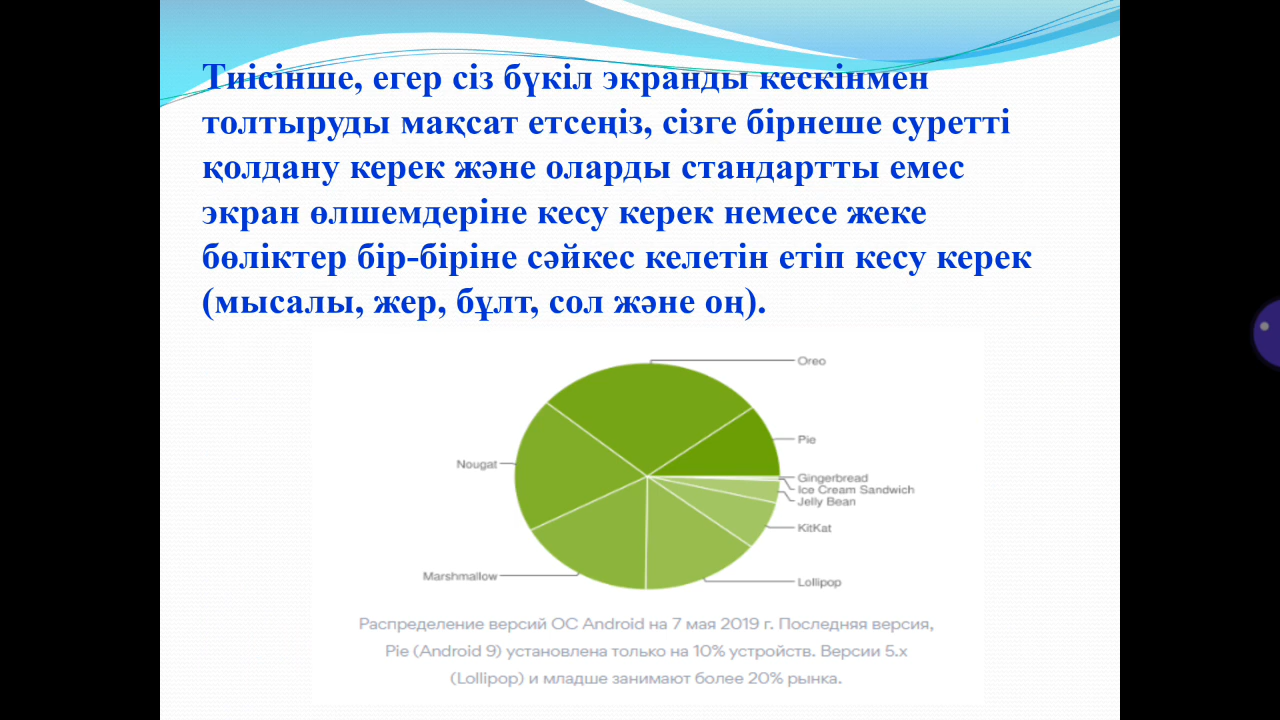 Тиісінше, егер сіз бүкіл экранды кескінмен
толтыруды мақсат етсеңіз, сізге бірнеше суретті
қолдану керек және оларды стандартты емес
экран өлшемдеріне кесу керек немесе жеке
бөліктер бір-біріне сәйкес келетін етіп кесу керек
(мысалы, жер, бұлт, сол және оң).
Oreo
Pie
Nougat
Gingerbread
Ice Cream Sandwich
Jelly Bean
KitKat
Marshmallow
Lollipop
Распределение версий ОС Android на 7 мая 2019 г. Последняя версия,
Pie (Android 9) установлена только на 10% устройств. Версии 5.x
(Lollipop) и младше занимают более 20% рынка.